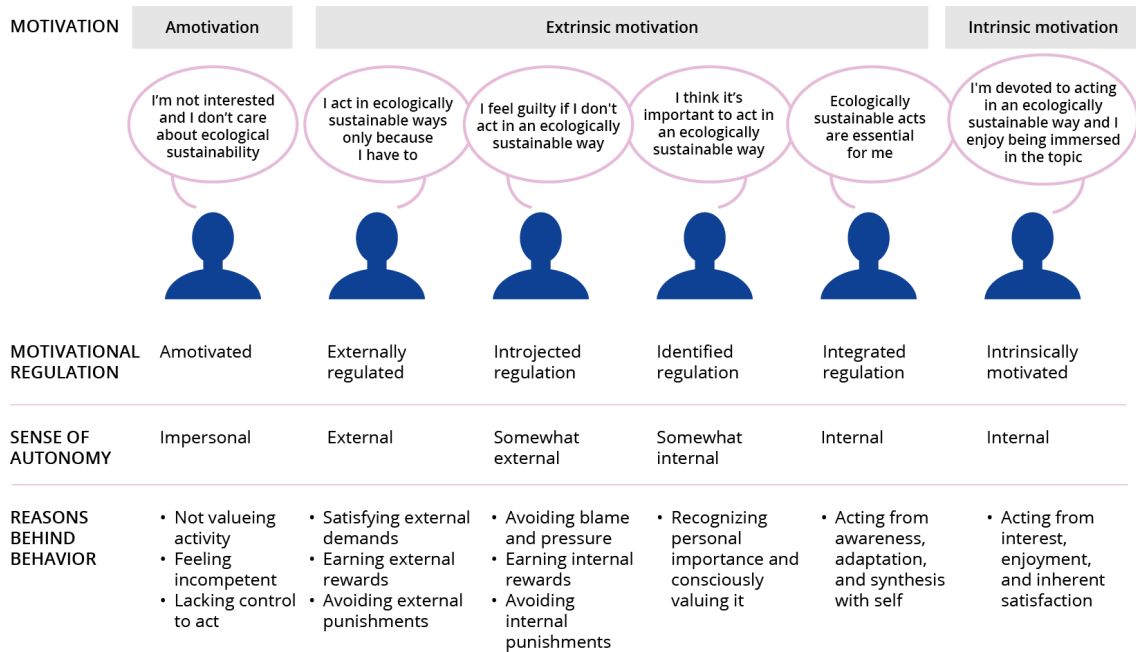 MOTIVATION
Amotivation
Extrinsic motivation
Intrinsic motivation
I’m not interested
and I don’t care
about ecological
sustainability
I act in ecologically
sustainable ways
only because
I have to
I feel guilty if I don't
act in an ecologically
sustainable way
I think it’s
important to act in
an ecologically
sustainable way
Ecologically
sustainable acts
are essential
for me
I'm devoted to acting
in an ecologically
sustainable way and I
enjoy being immersed
in the topic
MOTIVATIONAL
REGULATION
Amotivated
Externally
regulated
Introjected
regulation
Identified
regulation
Integrated
regulation
Intrinsically
motivated
SENSE OF
AUTONOMY
Impersonal
External
Somewhat
external
Somewhat
internal
Internal
Internal
REASONS
BEHIND
BEHAVIOR
• Not valueing
activity
• Feeling
incompetent
• Lacking control
to act
• Satisfying external
demands
• Earning external
rewards
• Avoiding external
punishments
• Avoiding blame
and pressure
• Earning internal
rewards
• Avoiding
internal
punishments
• Recognizing
personal
importance and
consciously
valuing it
• Acting from
awareness,
adaptation,
and synthesis
with self
• Acting from
interest,
enjoyment,
and inherent
satisfaction